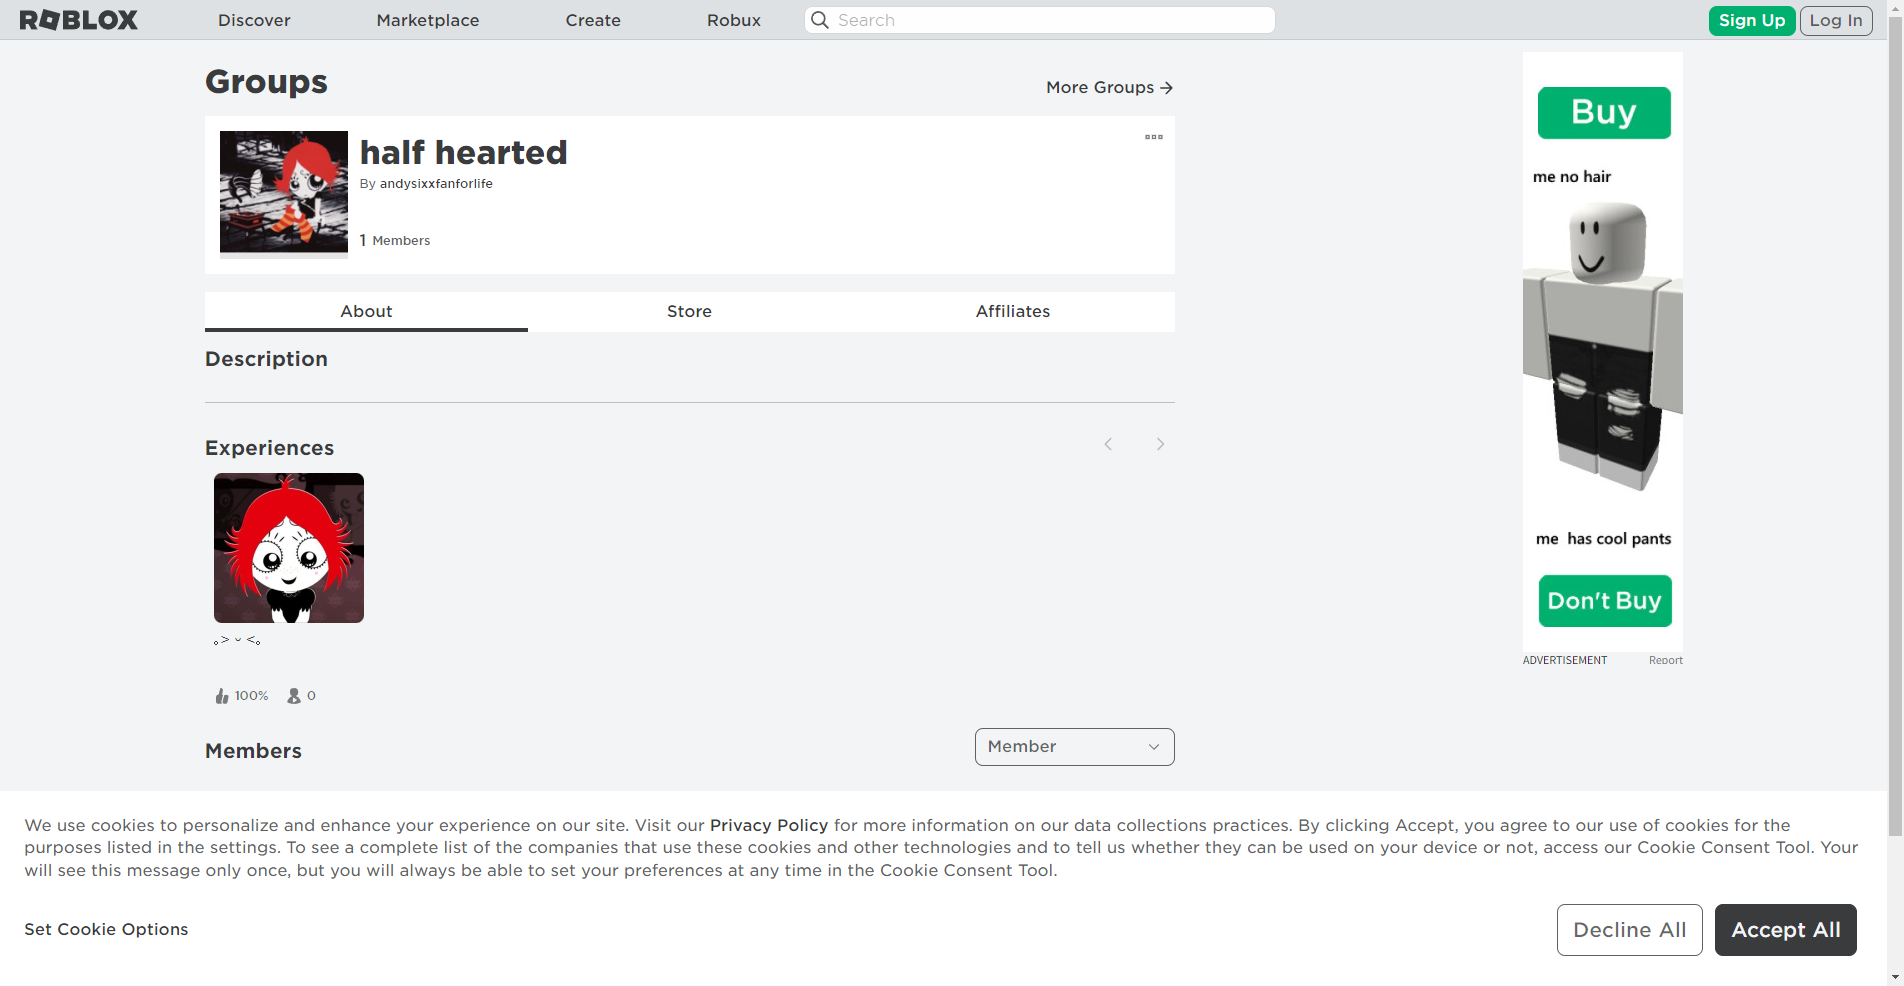 ROBLOX
Discover
Marketplace
Create
Robux
Search
Sign Up
Log In
Groups
More Groups
half hearted
By andysixxfanforlife
1 Members
About
Store
Affiliates
Description
Experiences
｡> ᵕ <｡
100%
0
Members
Member
Buy
me no hair
me has cool pants
Don't Buy
ADVERTISEMENT
Report
We use cookies to personalize and enhance your experience on our site. Visit our Privacy Policy for more information on our data collections practices. By clicking Accept, you agree to our use of cookies for the
purposes listed in the settings. To see a complete list of the companies that use these cookies and other technologies and to tell us whether they can be used on your device or not, access our Cookie Consent Tool. Your
will see this message only once, but you will always be able to set your preferences at any time in the Cookie Consent Tool.
Set Cookie Options
Decline All
Accept All